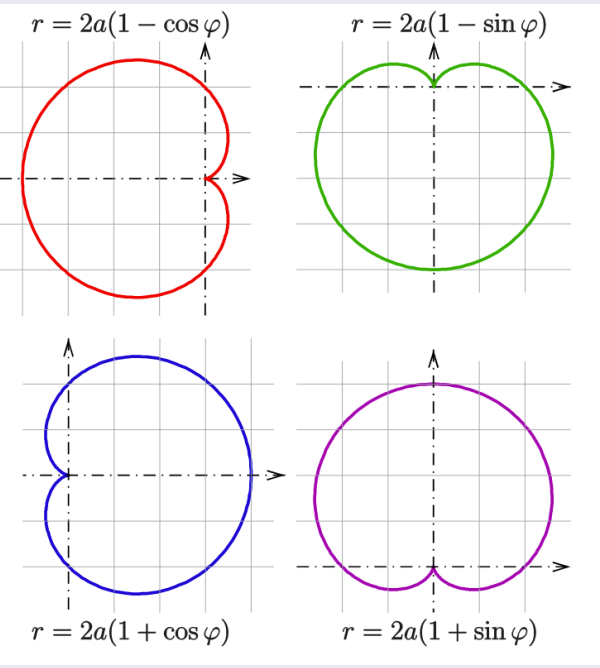 r = 2a(1 − cos φ)
r = 2a(1 − sin φ)
r = 2a(1 + cos φ)
r = 2a(1 + sin φ)